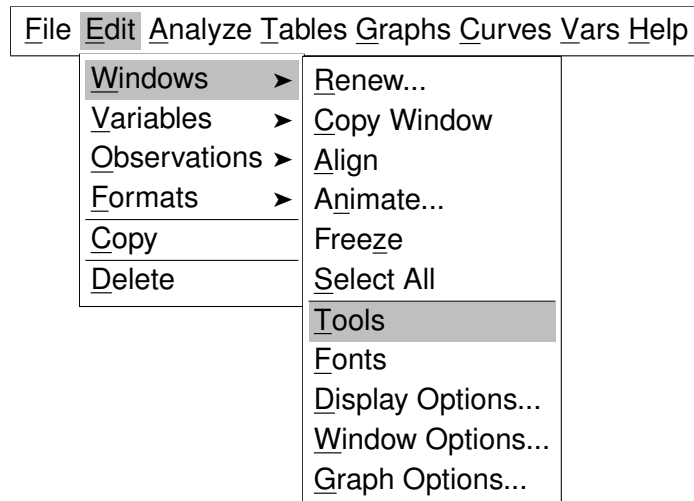 File Edit Analyze Tables Graphs Curves Vars Help
Windows ➤
Variables ➤
Observations ➤
Formats ➤
Copy
Delete
Renew...
Copy Window
Align
Animate...
Freeze
Select All
Tools
Fonts
Display Options...
Window Options...
Graph Options...